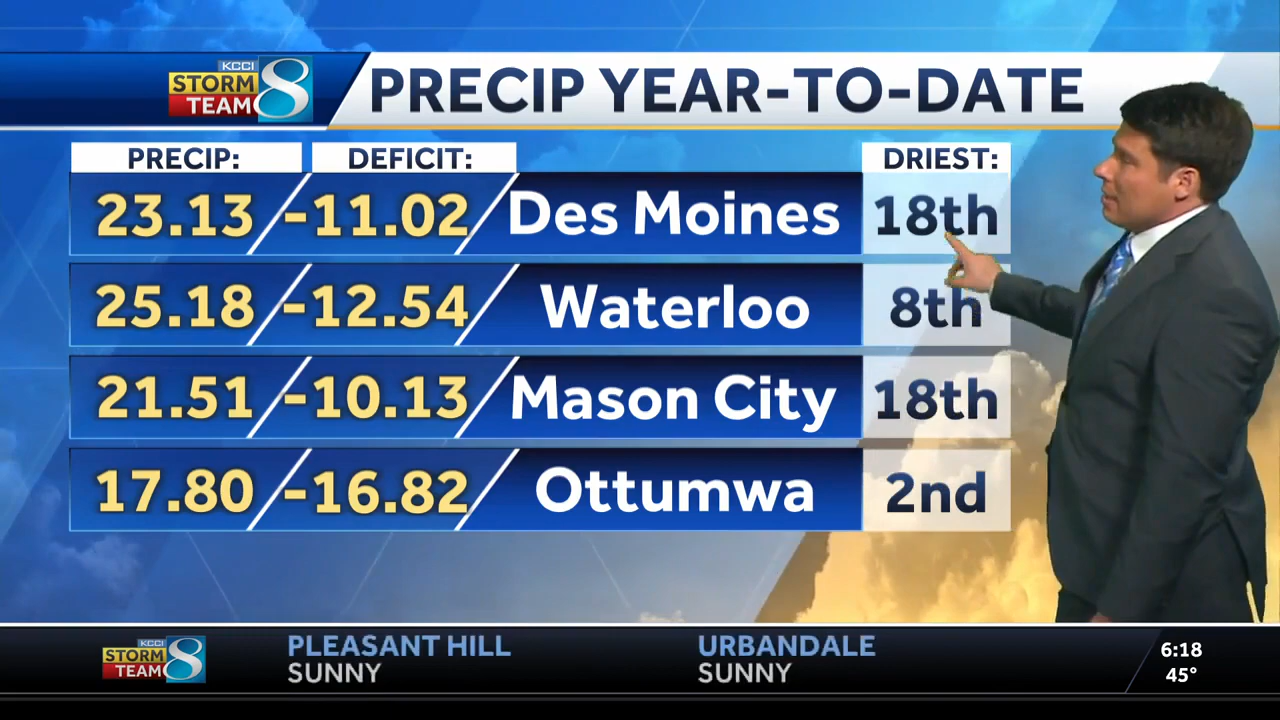 KCCI
STORM
TEAM 8
PRECIP YEAR-TO-DATE
PRECIP: DEFICIT: DRIEST:
23.13 -11.02 Des Moines 18th
25.18 -12.54 Waterloo 8th
21.51 -10.13 Mason City 18th
17.80 -16.82 Ottumwa 2nd
KCCI
STORM
TEAM 8
PLEASANT HILL URBANDALE 6:18
SUNNY SUNNY 45°